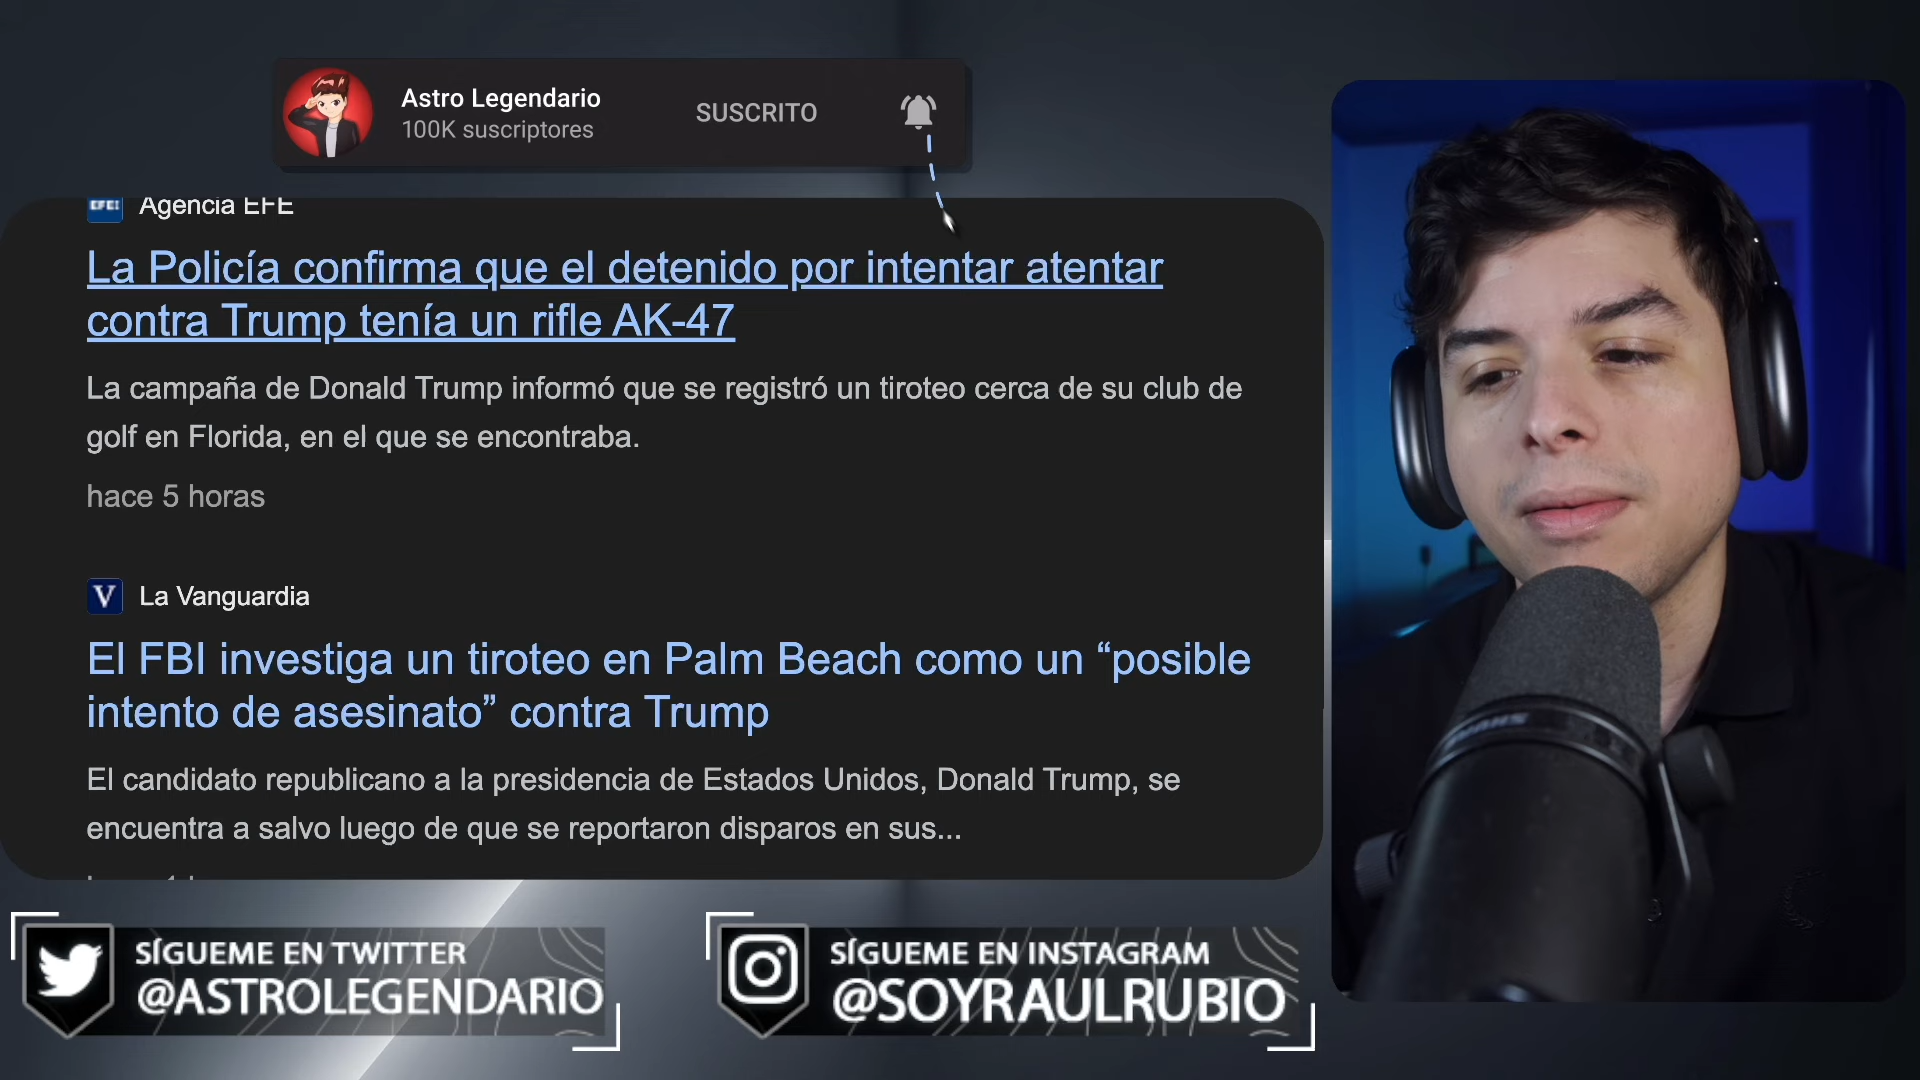 Astro Legendario
100K suscriptores
SUSCRITO
EFE:
Agencia EFE
La Policía confirma que el detenido por intentar atentar
contra Trump tenía un rifle AK-47
La campaña de Donald Trump informó que se registró un tiroteo cerca de su club de
golf en Florida, en el que se encontraba.
hace 5 horas
V La Vanguardia
El FBI investiga un tiroteo en Palm Beach como un “posible
intento de asesinato” contra Trump
El candidato republicano a la presidencia de Estados Unidos, Donald Trump, se
encuentra a salvo luego de que se reportaron disparos en sus...
SÍGUEME EN TWITTER
@ASTROLEGENDARIO
SÍGUEME EN INSTAGRAM
@SOYRAULRUBIO
SHURE